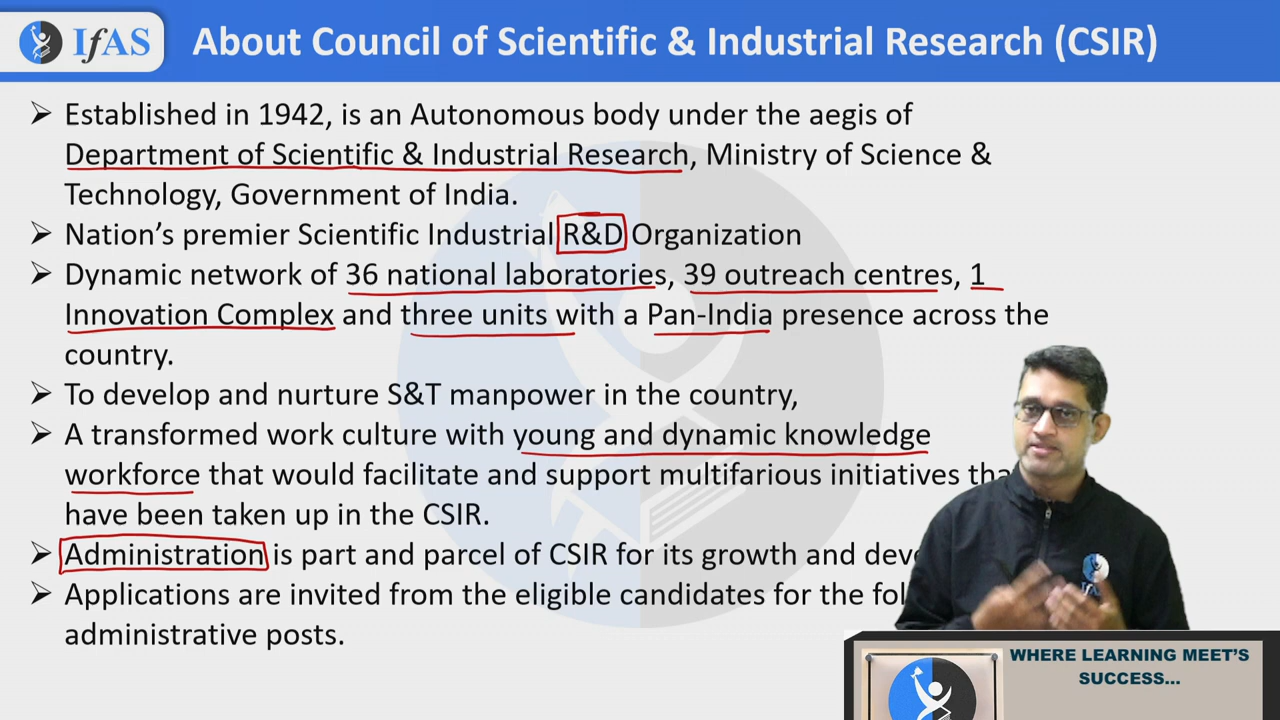 IfAS
About Council of Scientific & Industrial Research (CSIR)
➢ Established in 1942, is an Autonomous body under the aegis of
Department of Scientific & Industrial Research, Ministry of Science &
Technology, Government of India.
➢ Nation's premier Scientific Industrial R&D Organization
➢ Dynamic network of 36 national laboratories, 39 outreach centres, 1
Innovation Complex and three units with a Pan-India presence across the
country.
➢ To develop and nurture S&T manpower in the country,
➢ A transformed work culture with young and dynamic knowledge
workforce that would facilitate and support multifarious initiatives
have been taken up in the CSIR.
➢ Administration is part and parcel of CSIR for its growth and
➢ Applications are invited from the eligible candidates for the
administrative posts.
WHERE LEARNING MEET'S
SUCCESS...